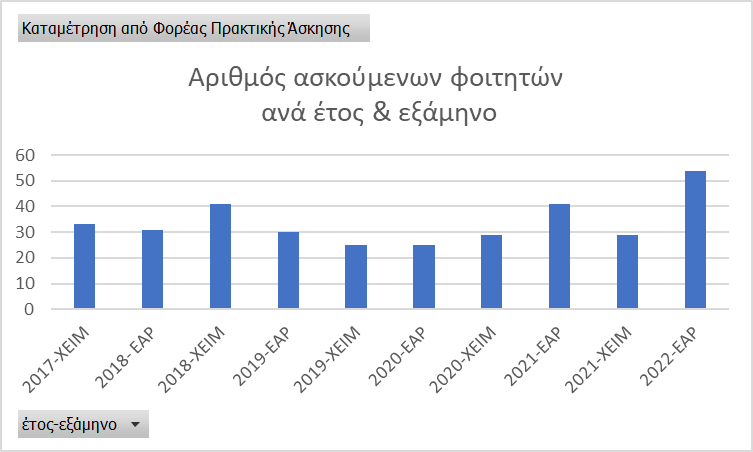 Καταμέτρηση από Φορέας Πρακτικής Άσκησης
Αριθμός ασκούμενων φοιτητών
ανά έτος & εξάμηνο
60
50
40
30
20
10
0
2017-ΧΕΙΜ
2018-ΕΑΡ
2018-ΧΕΙΜ
2019-ΕΑΡ
2019-ΧΕΙΜ
2020-ΕΑΡ
2020-ΧΕΙΜ
2021-ΕΑΡ
2021-ΧΕΙΜ
2022-ΕΑΡ
έτος-εξάμηνο